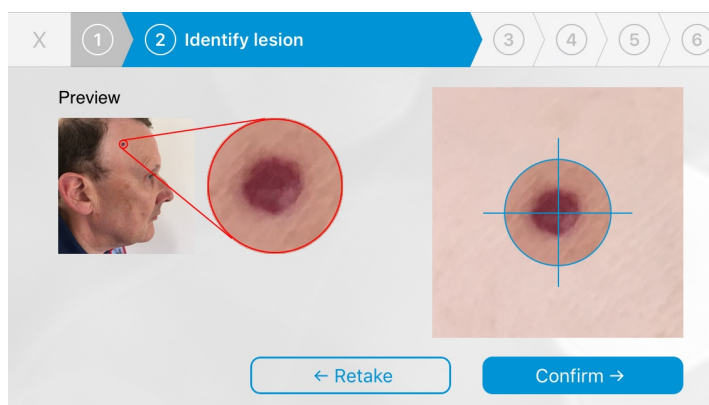 X 1 2 Identify lesion 3 4 5 6
Preview
← Retake Confirm →